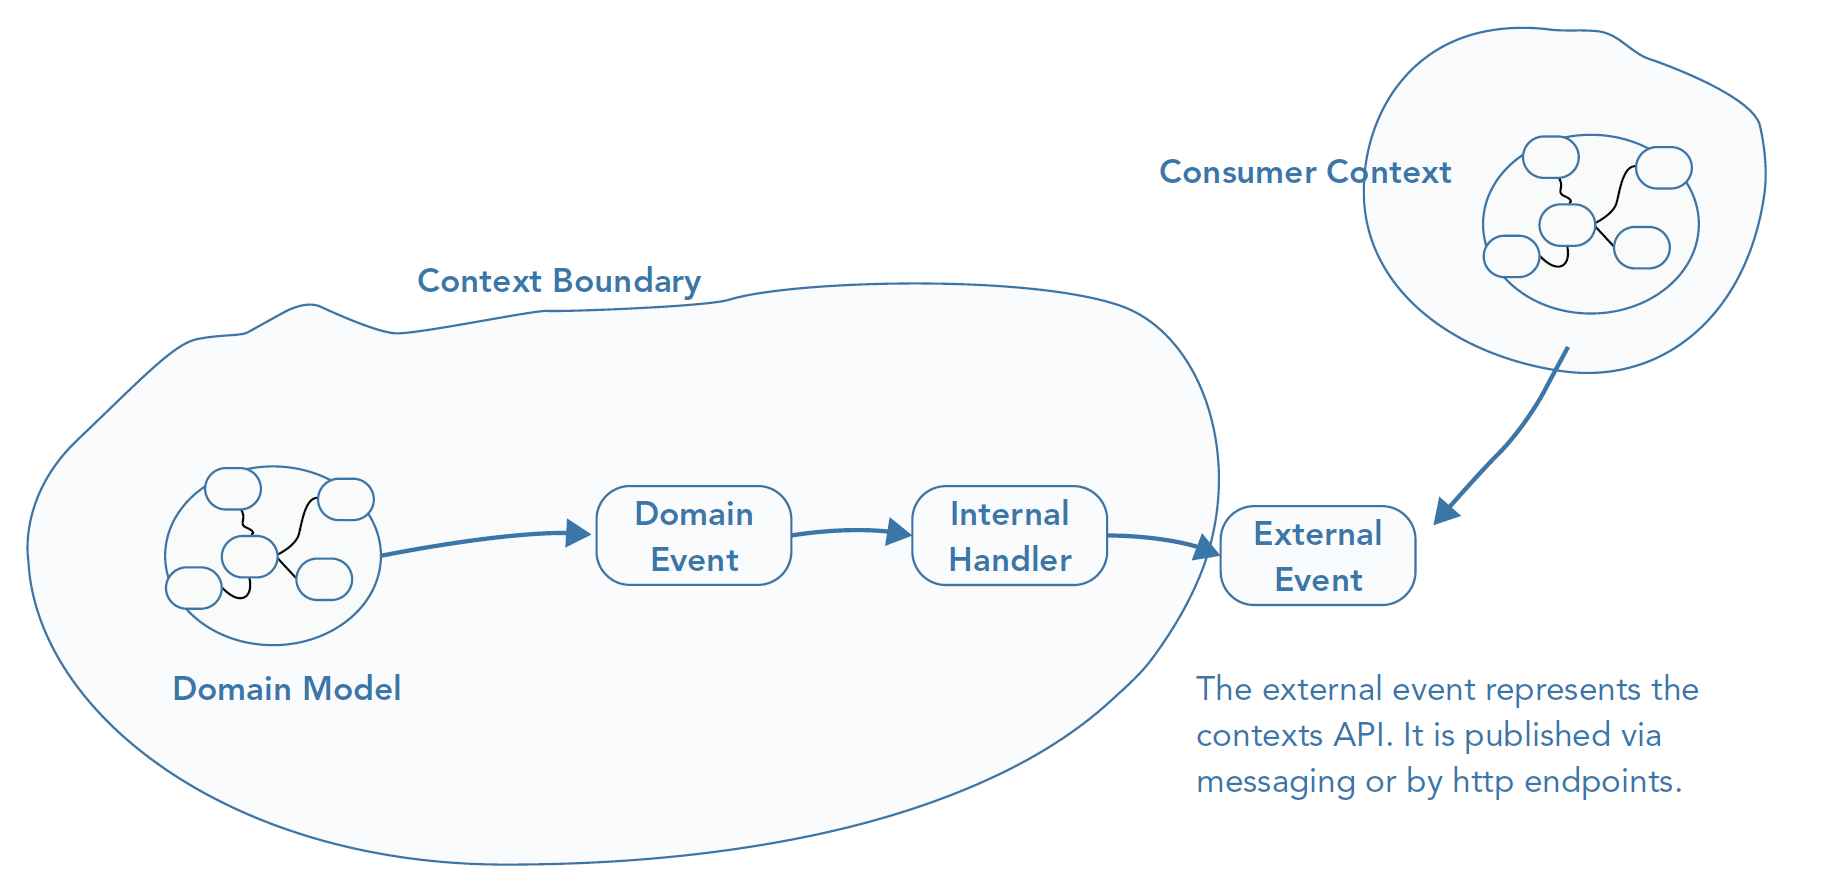 Consumer Context
Context Boundary
Domain Model
Domain
Event
Internal
Handler
External
Event
The external event represents the
contexts API. It is published via
messaging or by http endpoints.